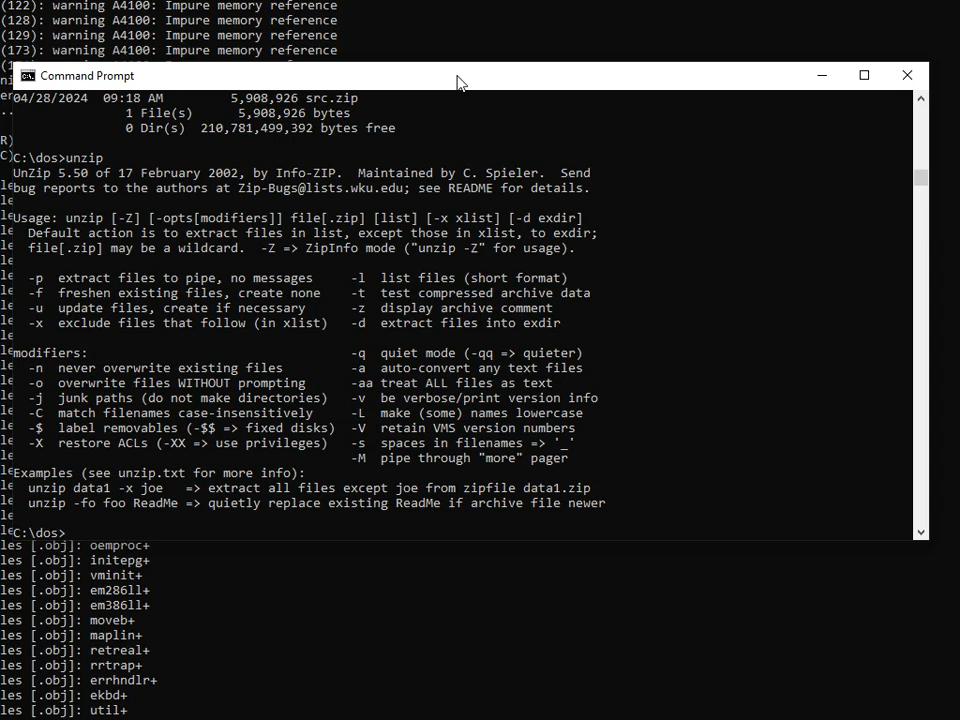 (122): warning A4100: Impure memory reference
(128): warning A4100: Impure memory reference
(129): warning A4100: Impure memory reference
(173): warning A4100: Impure memory reference
Command Prompt
04/28/2024  09:18 AM         5,908,926 src.zip
               1 File(s)      5,908,926 bytes
               0 Dir(s)  210,781,499,392 bytes free
C:\dos>unzip
UnZip 5.50 of 17 February 2002, by Info-ZIP.  Maintained by C. Spieler.  Send
bug reports to the authors at Zip-Bugs@lists.wku.edu; see README for details.
Usage: unzip [-Z] [-opts[modifiers]] file[.zip] [list] [-x xlist] [-d exdir]
  Default action is to extract files in list, except those in xlist, to exdir;
  file[.zip] may be a wildcard.  -Z => ZipInfo mode ("unzip -Z" for usage).
  -p  extract files to pipe, no messages     -l  list files (short format)
  -f  freshen existing files, create none    -t  test compressed archive data
  -u  update files, create if necessary      -z  display archive comment
  -x  exclude files that follow (in xlist)   -d  extract files into exdir
modifiers:                                   -q  quiet mode (-qq => quieter)
  -n  never overwrite existing files         -a  auto-convert any text files
  -o  overwrite files WITHOUT prompting      -aa treat ALL files as text
  -j  junk paths (do not make directories)   -v  be verbose/print version info
  -C  match filenames case-insensitively     -L  make (some) names lowercase
  -$  label removables (-$$ => fixed disks)  -V  retain VMS version numbers
  -X  restore ACLs (-XX => use privileges)   -s  spaces in filenames => '_'
                                             -M  pipe through "more" pager
Examples (see unzip.txt for more info):
  unzip data1 -x joe   => extract all files except joe from zipfile data1.zip
  unzip -fo foo ReadMe => quietly replace existing ReadMe if archive file newer
C:\dos>
les [.obj]: oemproc+
les [.obj]: initepg+
les [.obj]: vminit+
les [.obj]: em286ll+
les [.obj]: em386ll+
les [.obj]: moveb+
les [.obj]: maplin+
les [.obj]: retreal+
les [.obj]: rrtrap+
les [.obj]: errhndlr+
les [.obj]: ekbd+
les [.obj]: util+